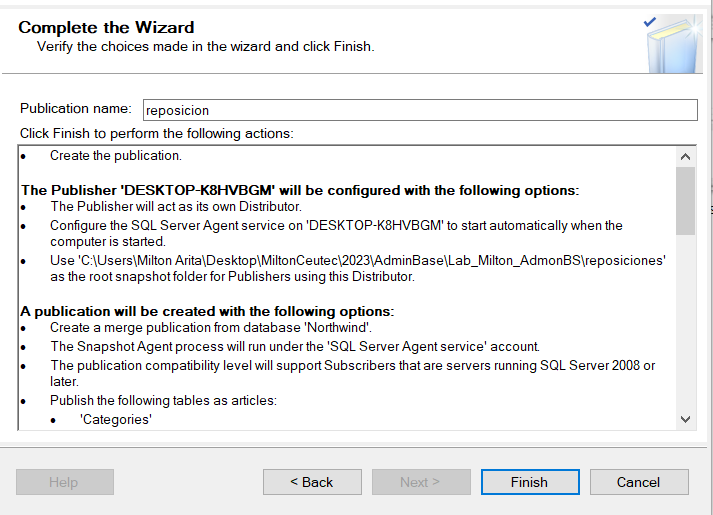 Complete the Wizard
Verify the choices made in the wizard and click Finish.
Publication name: reposicion
Click Finish to perform the following actions:
• Create the publication.
The Publisher 'DESKTOP-K8HVBGM' will be configured with the following options:
• The Publisher will act as its own Distributor.
• Configure the SQL Server Agent service on 'DESKTOP-K8HVBGM' to start automatically when the
computer is started.
• Use 'C:\Users\Milton Arita\Desktop\MiltonCeutec\2023\AdminBase\Lab_Milton_AdmonBS\reposiciones'
as the root snapshot folder for Publishers using this Distributor.
A publication will be created with the following options:
• Create a merge publication from database 'Northwind'.
• The Snapshot Agent process will run under the 'SQL Server Agent service' account.
• The publication compatibility level will support Subscribers that are servers running SQL Server 2008 or
later.
• Publish the following tables as articles:
• 'Categories'
Help < Back Next > Finish Cancel